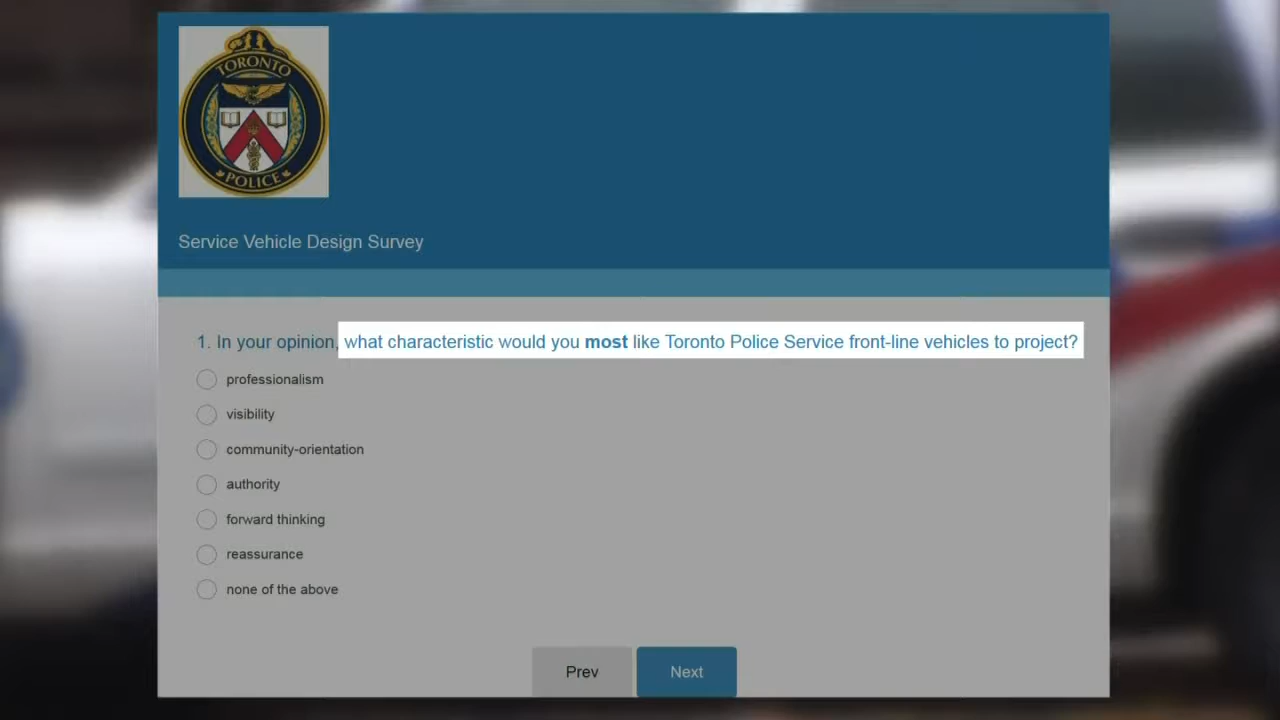 TORONTO
POLICE
Service Vehicle Design Survey
1. In your opinion, what characteristic would you most like Toronto Police Service front-line vehicles to project?
professionalism
visibility
community-orientation
authority
forward thinking
reassurance
none of the above
Prev Next